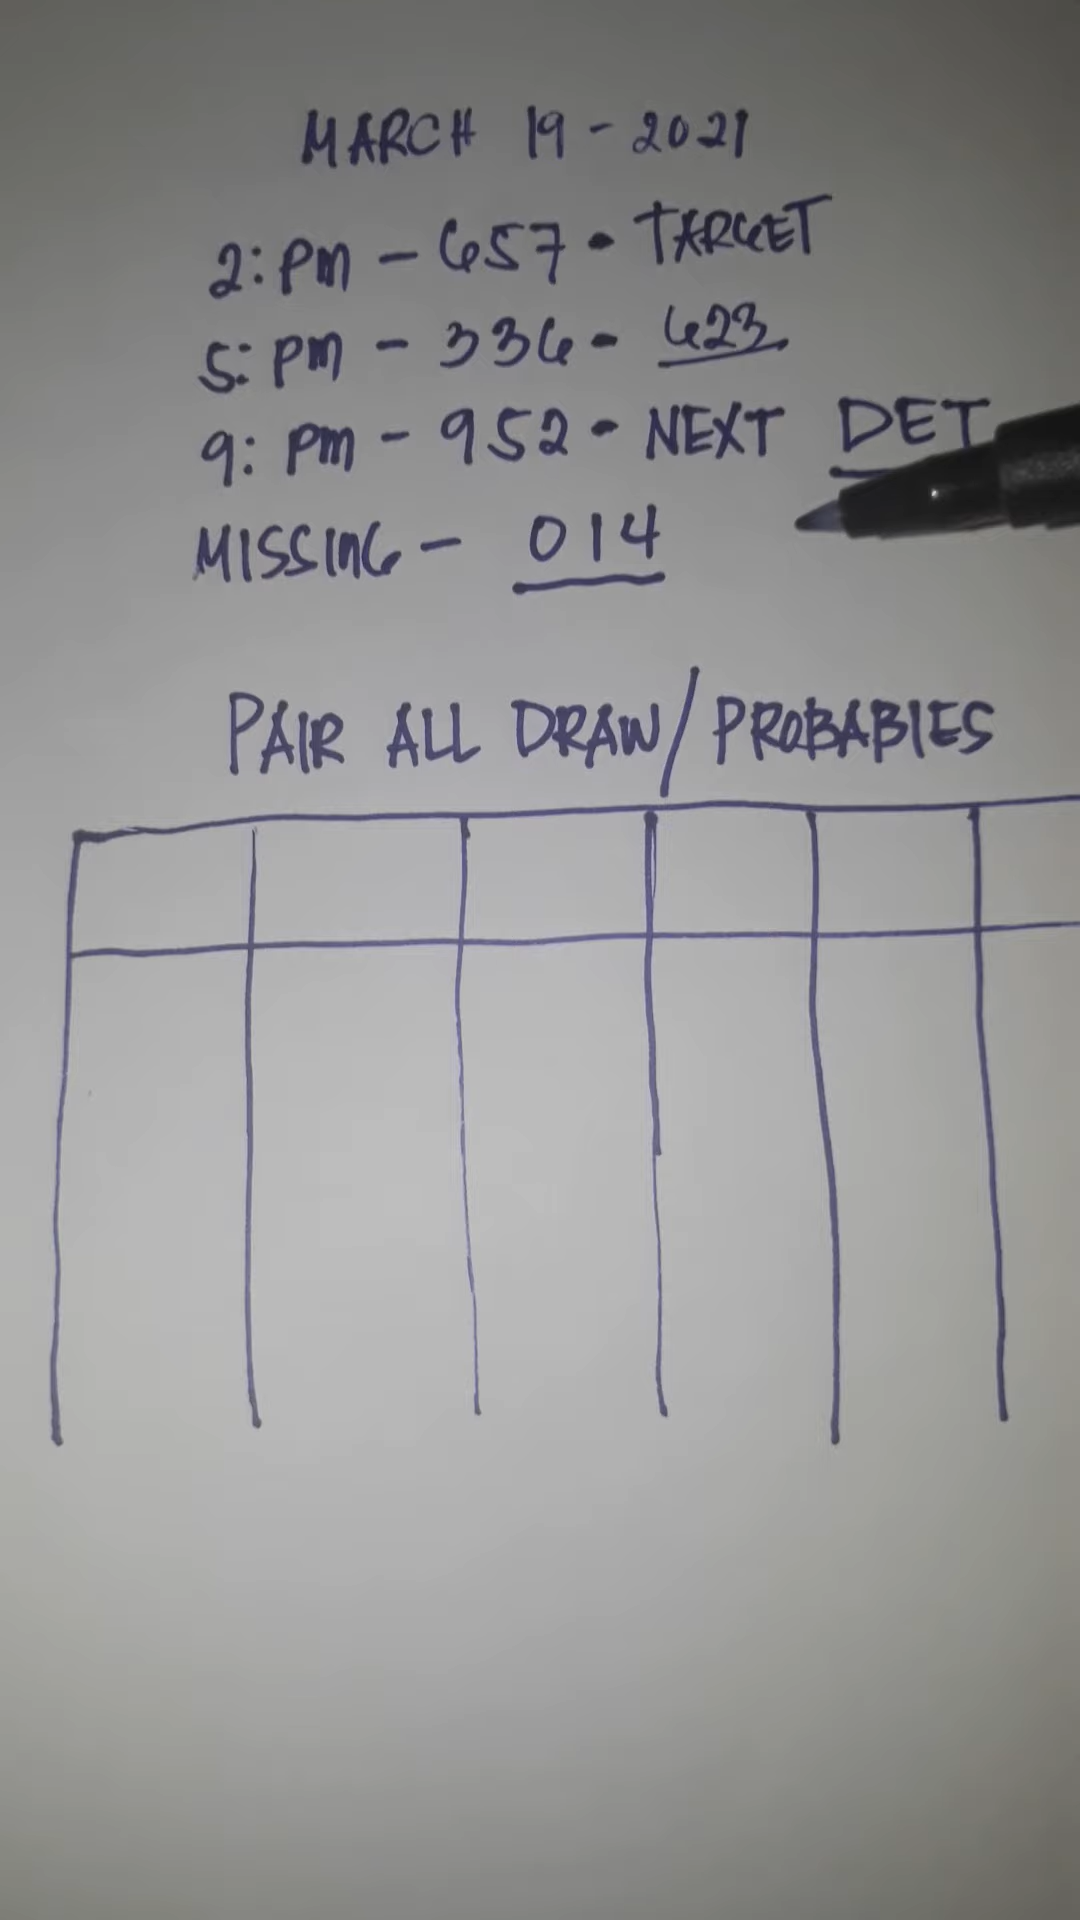 MARCH 19 - 2021
2:PM - 657 • TARGET
5:PM - 336 - 623
9:PM - 952 - NEXT DET
MISSING - 014
PAIR ALL DRAW/PROBABIES